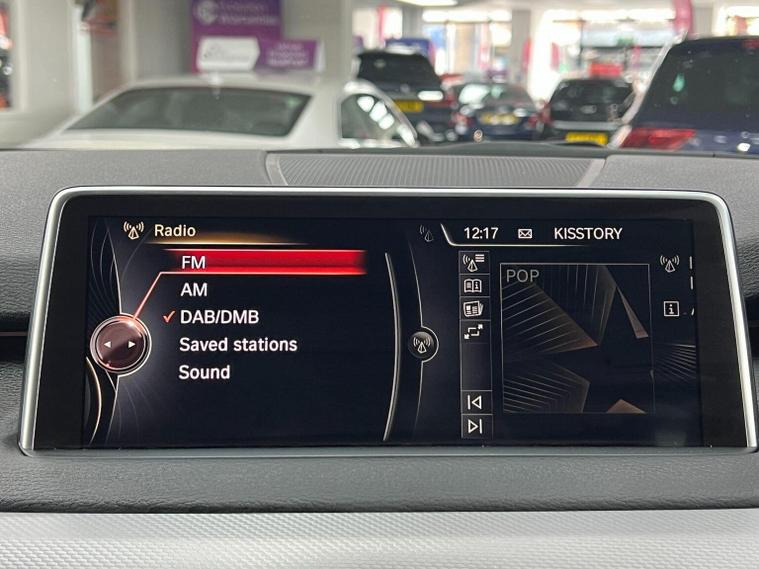 Radio
12:17
KISSTORY
FM
AM
DAB/DMB
Saved stations
Sound
POP